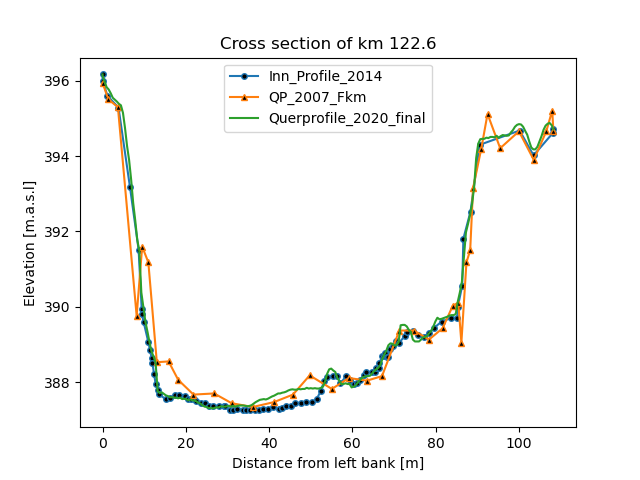 Cross section of km 122.6
Inn_Profile_2014
QP_2007_Fkm
Querprofile_2020_final
Elevation [m.a.s.l]
396
394
392
390
388
0 20 40 60 80 100
Distance from left bank [m]